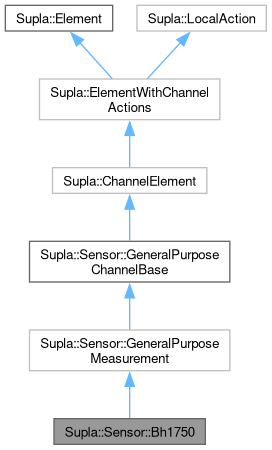 Supla::Element
Supla::LocalAction
Supla::ElementWithChannel
Actions
Supla::ChannelElement
Supla::Sensor::GeneralPurpose
ChannelBase
Supla::Sensor::GeneralPurpose
Measurement
Supla::Sensor::Bh1750